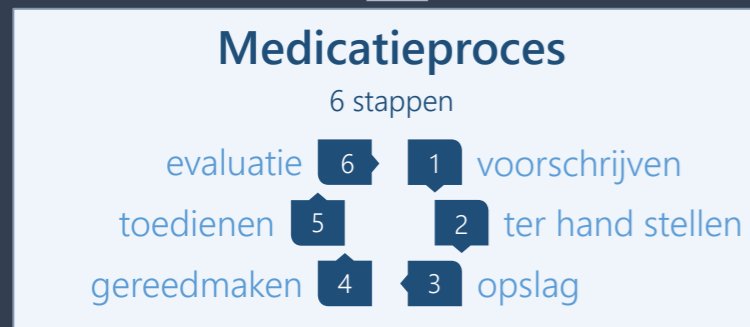 Medicatieproces
6 stappen
evaluatie 6 1 voorschrijven
toedienen 5 2 ter hand stellen
gereedmaken 4 3 opslag